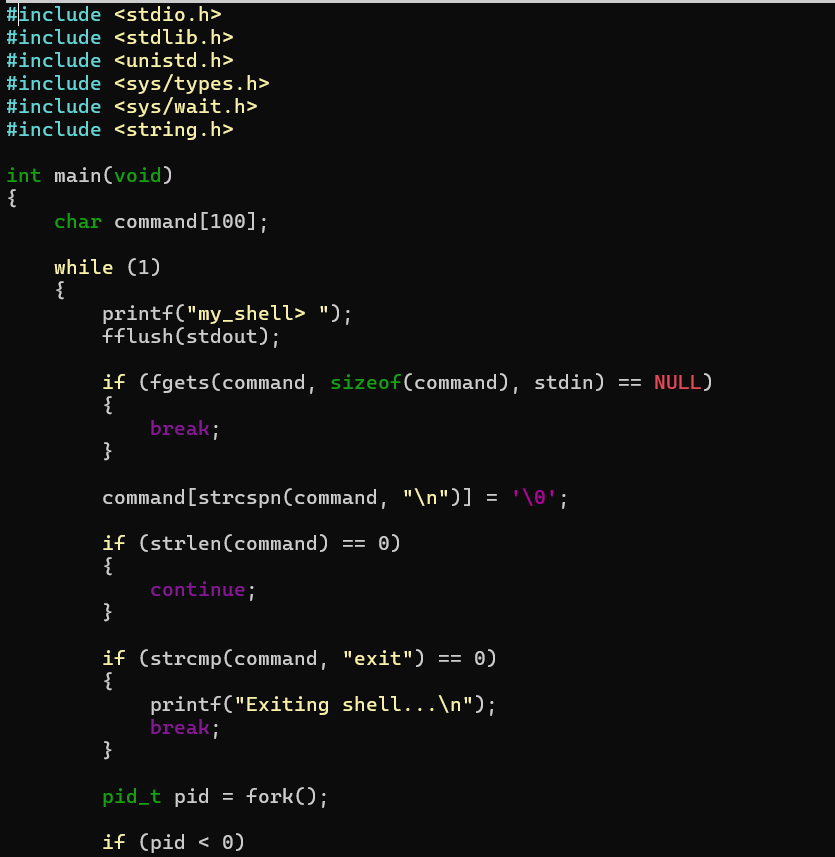 #include <stdio.h>
#include <stdlib.h>
#include <unistd.h>
#include <sys/types.h>
#include <sys/wait.h>
#include <string.h>

int main(void)
{
    char command[100];

    while (1)
    {
        printf("my_shell> ");
        fflush(stdout);

        if (fgets(command, sizeof(command), stdin) == NULL)
        {
            break;
        }

        command[strcspn(command, "\n")] = '\0';

        if (strlen(command) == 0)
        {
            continue;
        }

        if (strcmp(command, "exit") == 0)
        {
            printf("Exiting shell...\n");
            break;
        }

        pid_t pid = fork();

        if (pid < 0)